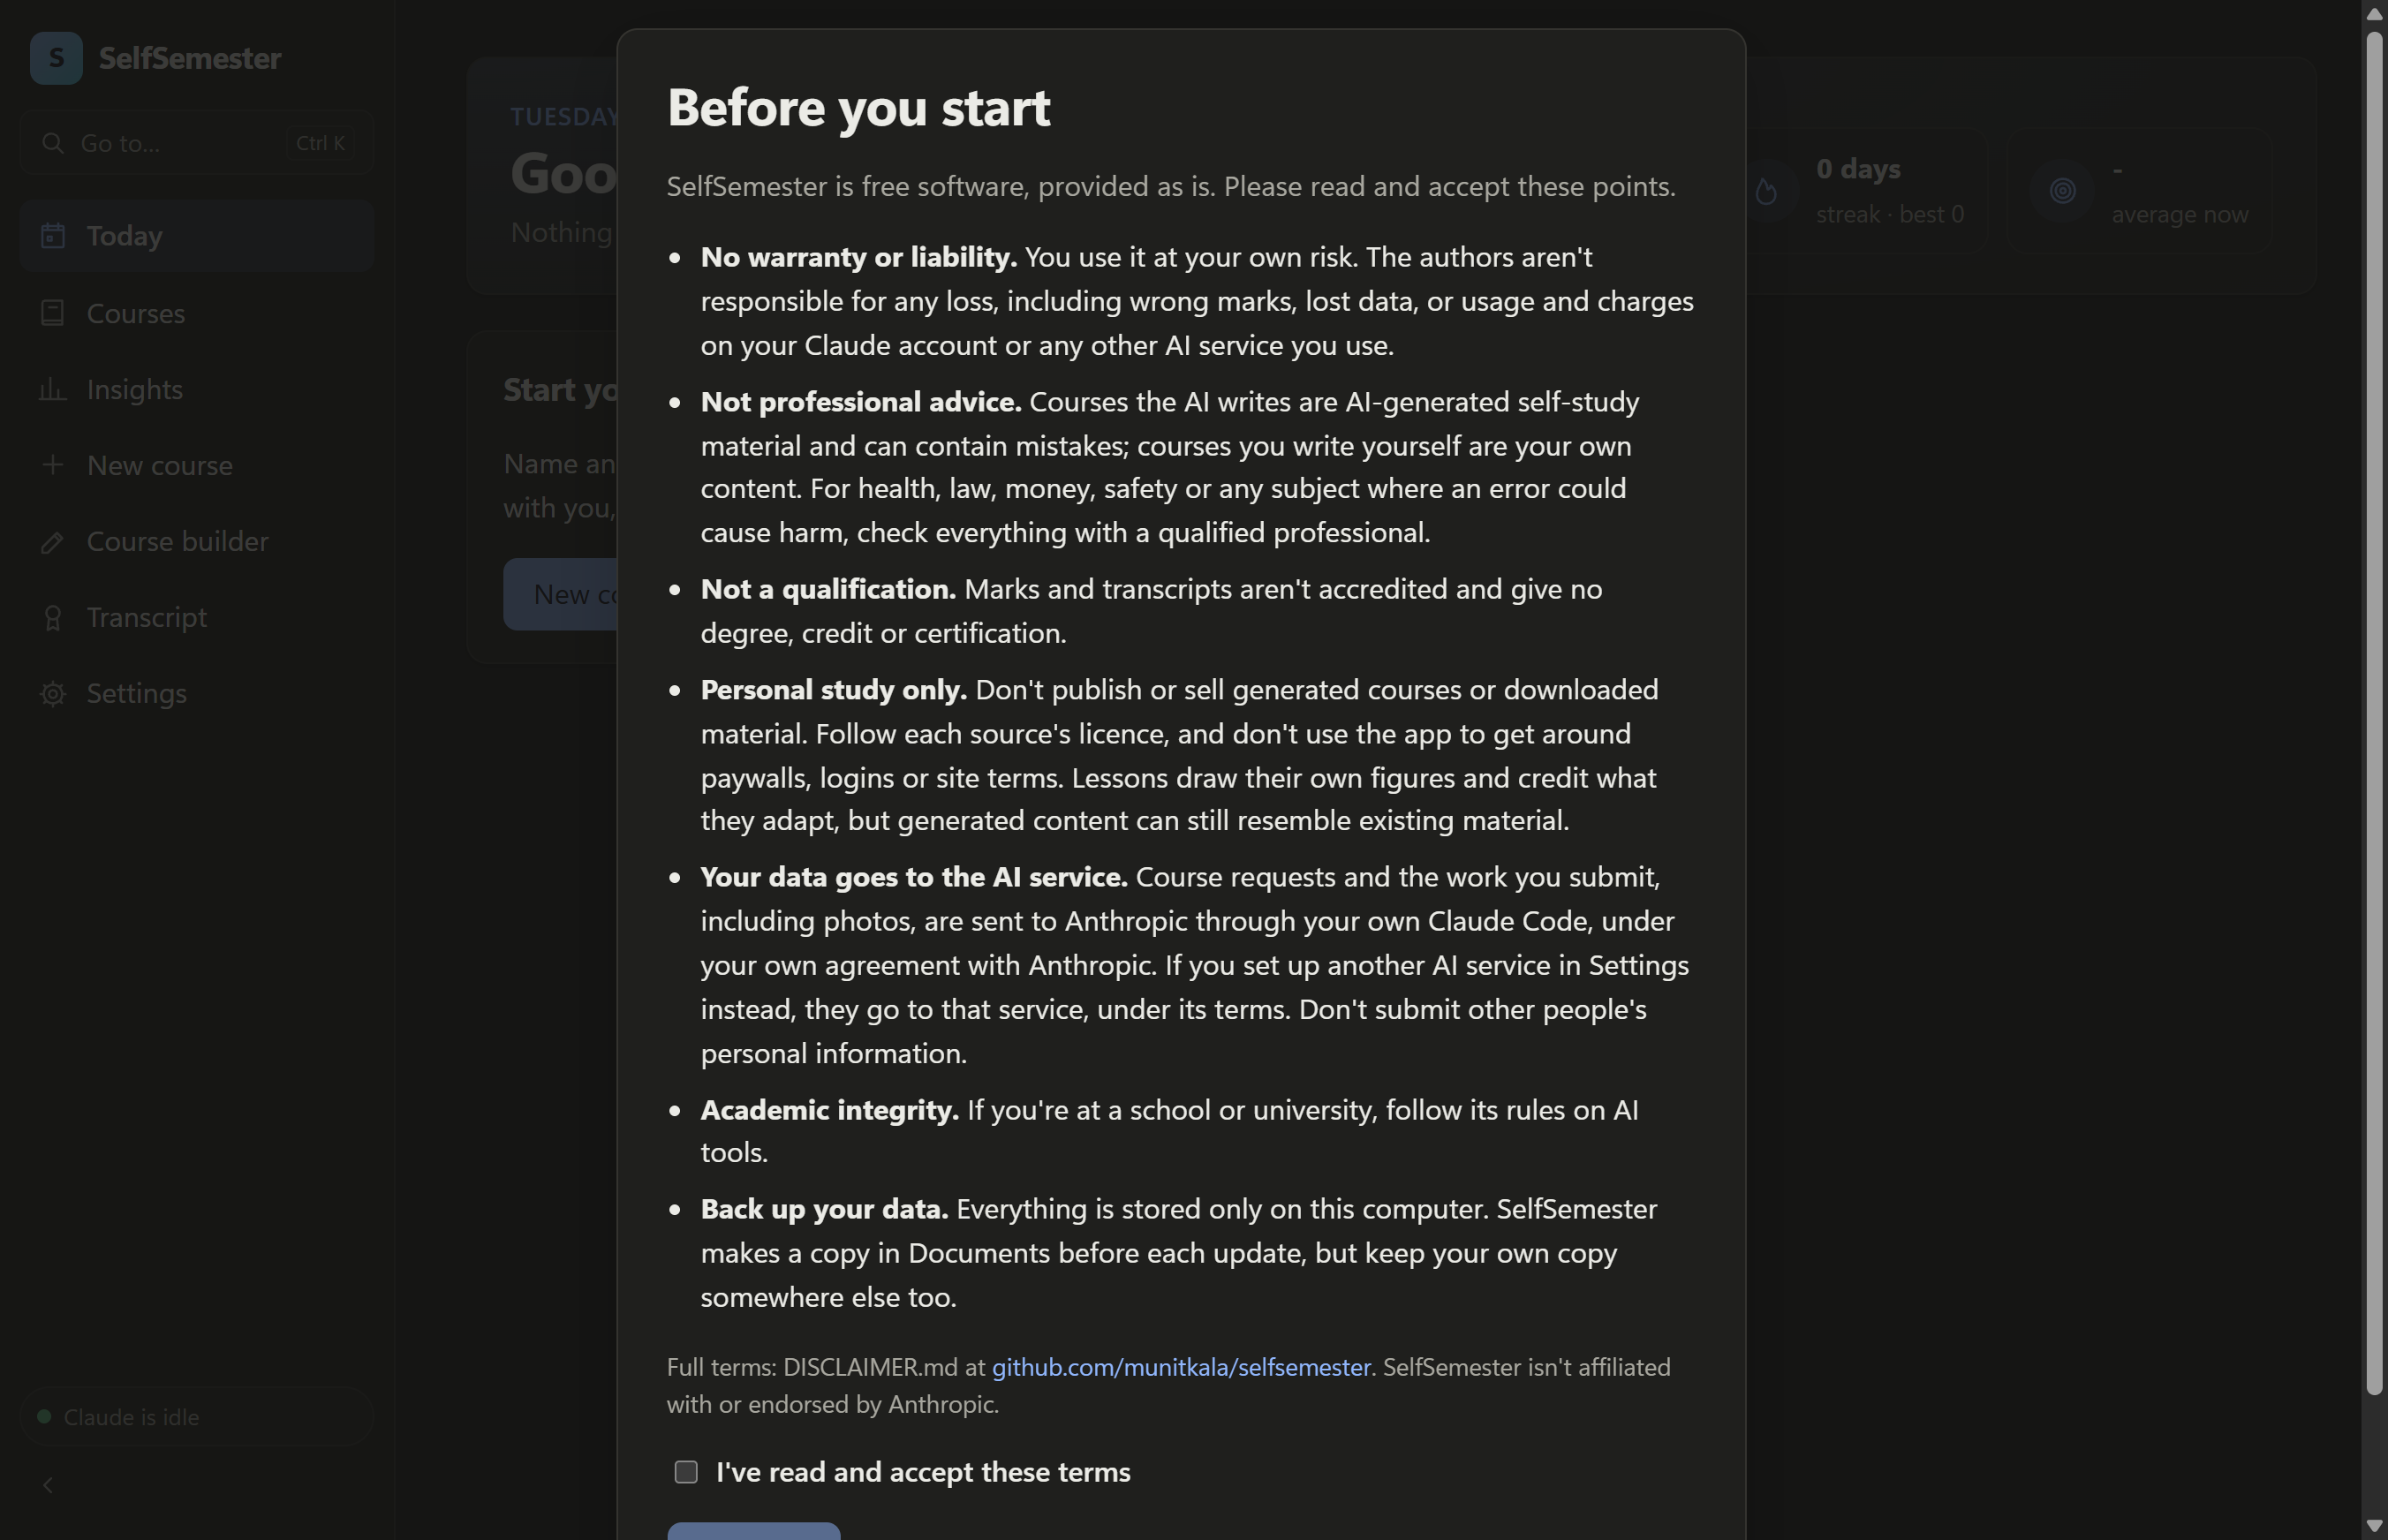 S SelfSemester
Go to...
Ctrl K
Today
Courses
Insights
New course
Course builder
Transcript
Settings
Claude is idle
TUESDAY
Goo
Nothing
Start yo
Name an
with you,
New co
0 days
streak · best 0
-
average now
Before you start
SelfSemester is free software, provided as is. Please read and accept these points.
• No warranty or liability. You use it at your own risk. The authors aren't
responsible for any loss, including wrong marks, lost data, or usage and charges
on your Claude account or any other AI service you use.
• Not professional advice. Courses the AI writes are AI-generated self-study
material and can contain mistakes; courses you write yourself are your own
content. For health, law, money, safety or any subject where an error could
cause harm, check everything with a qualified professional.
• Not a qualification. Marks and transcripts aren't accredited and give no
degree, credit or certification.
• Personal study only. Don't publish or sell generated courses or downloaded
material. Follow each source's licence, and don't use the app to get around
paywalls, logins or site terms. Lessons draw their own figures and credit what
they adapt, but generated content can still resemble existing material.
• Your data goes to the AI service. Course requests and the work you submit,
including photos, are sent to Anthropic through your own Claude Code, under
your own agreement with Anthropic. If you set up another AI service in Settings
instead, they go to that service, under its terms. Don't submit other people's
personal information.
• Academic integrity. If you're at a school or university, follow its rules on AI
tools.
• Back up your data. Everything is stored only on this computer. SelfSemester
makes a copy in Documents before each update, but keep your own copy
somewhere else too.
Full terms: DISCLAIMER.md at github.com/munitkala/selfsemester. SelfSemester isn't affiliated
with or endorsed by Anthropic.
I've read and accept these terms